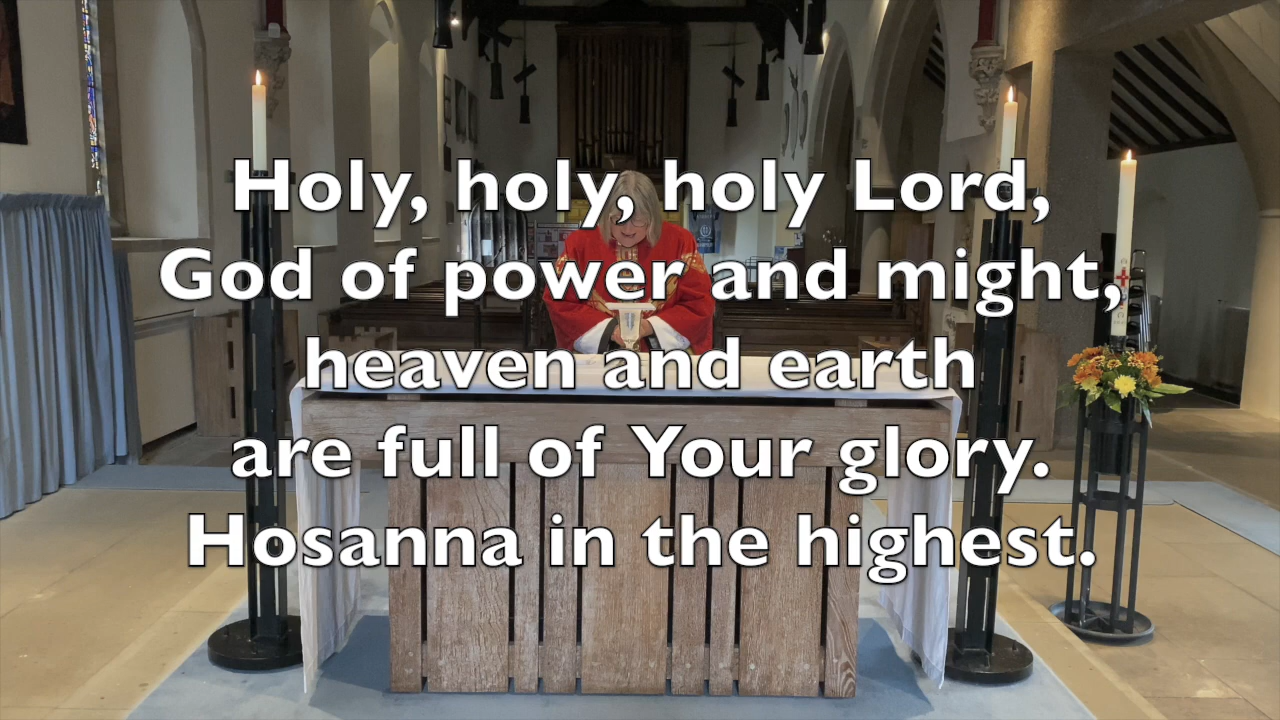 Holy, holy, holy Lord,
God of power and might,
heaven and earth
are full of Your glory.
Hosanna in the highest.